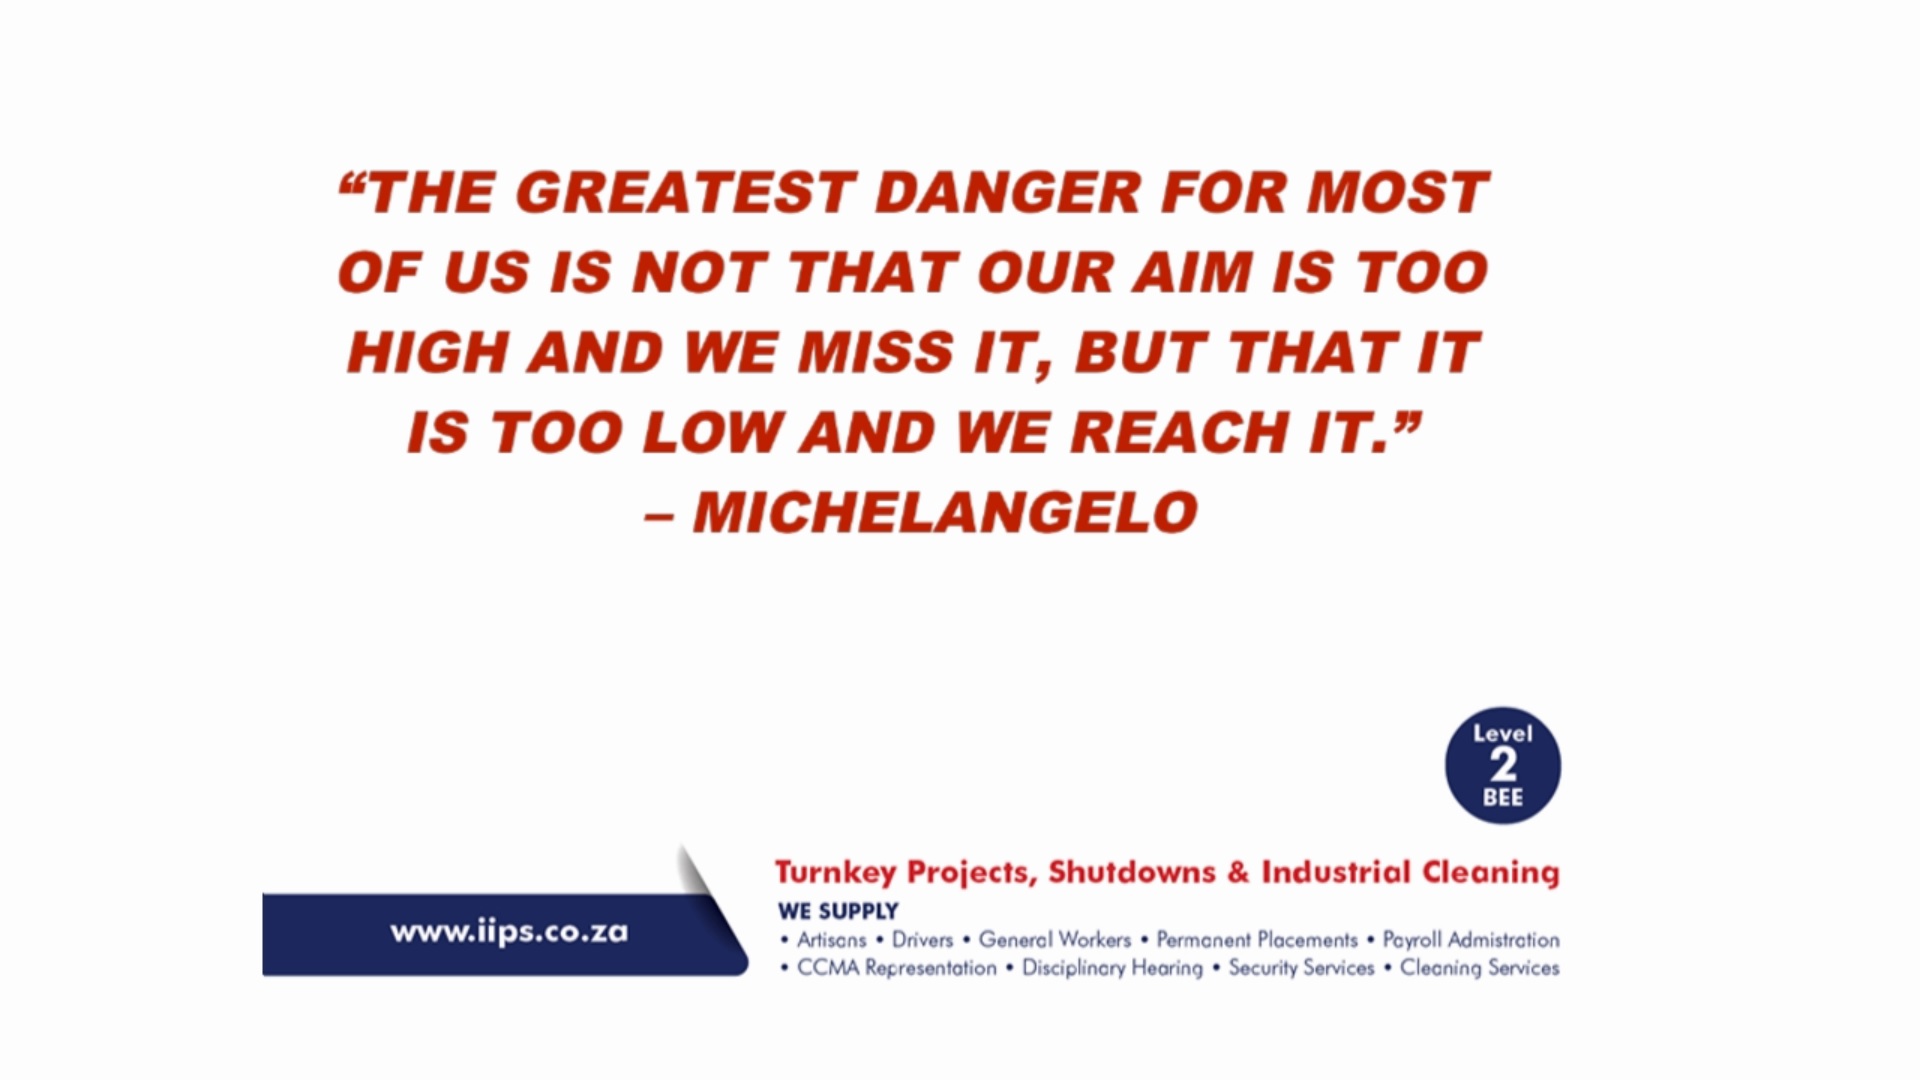 “THE GREATEST DANGER FOR MOST
OF US IS NOT THAT OUR AIM IS TOO
HIGH AND WE MISS IT, BUT THAT IT
IS TOO LOW AND WE REACH IT.”
– MICHELANGELO
Level
2
BEE
www.iips.co.za
Turnkey Projects, Shutdowns & Industrial Cleaning
WE SUPPLY
• Artisans • Drivers • General Workers • Permanent Placements • Payroll Admistration
• CCMA Representation • Disciplinary Hearing • Security Services • Cleaning Services